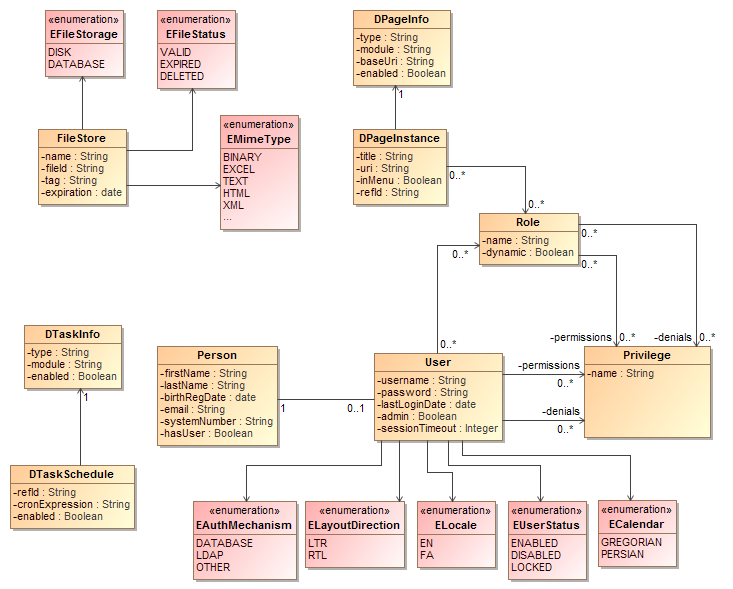 «enumeration»
EFileStorage
DISK
DATABASE
«enumeration»
EFileStatus
VALID
EXPIRED
DELETED
DPageInfo
-type : String
-module : String
-baseUri : String
-enabled : Boolean
1
FileStore
-name : String
-fileId : String
-tag : String
-expiration : date
«enumeration»
EMimeType
BINARY
EXCEL
TEXT
HTML
XML
...
DPageInstance
-title : String
-uri : String
-inMenu : Boolean
-refId : String
0..*
0..*
Role
-name : String
-dynamic : Boolean
0..*
0..*
0..*
0..*
-permissions
0..*
-denials
0..*
DTaskInfo
-type : String
-module : String
-enabled : Boolean
1
Person
-firstName : String
-lastName : String
-birthRegDate : date
-email : String
-systemNumber : String
-hasUser : Boolean
1
0..1
User
-username : String
-password : String
-lastLoginDate : date
-admin : Boolean
-sessionTimeout : Integer
-permissions
0..*
-denials
0..*
Privilege
-name : String
DTaskSchedule
-refId : String
-cronExpression : String
-enabled : Boolean
«enumeration»
EAuthMechanism
DATABASE
LDAP
OTHER
«enumeration»
ELayoutDirection
LTR
RTL
«enumeration»
ELocale
EN
FA
«enumeration»
EUserStatus
ENABLED
DISABLED
LOCKED
«enumeration»
ECalendar
GREGORIAN
PERSIAN